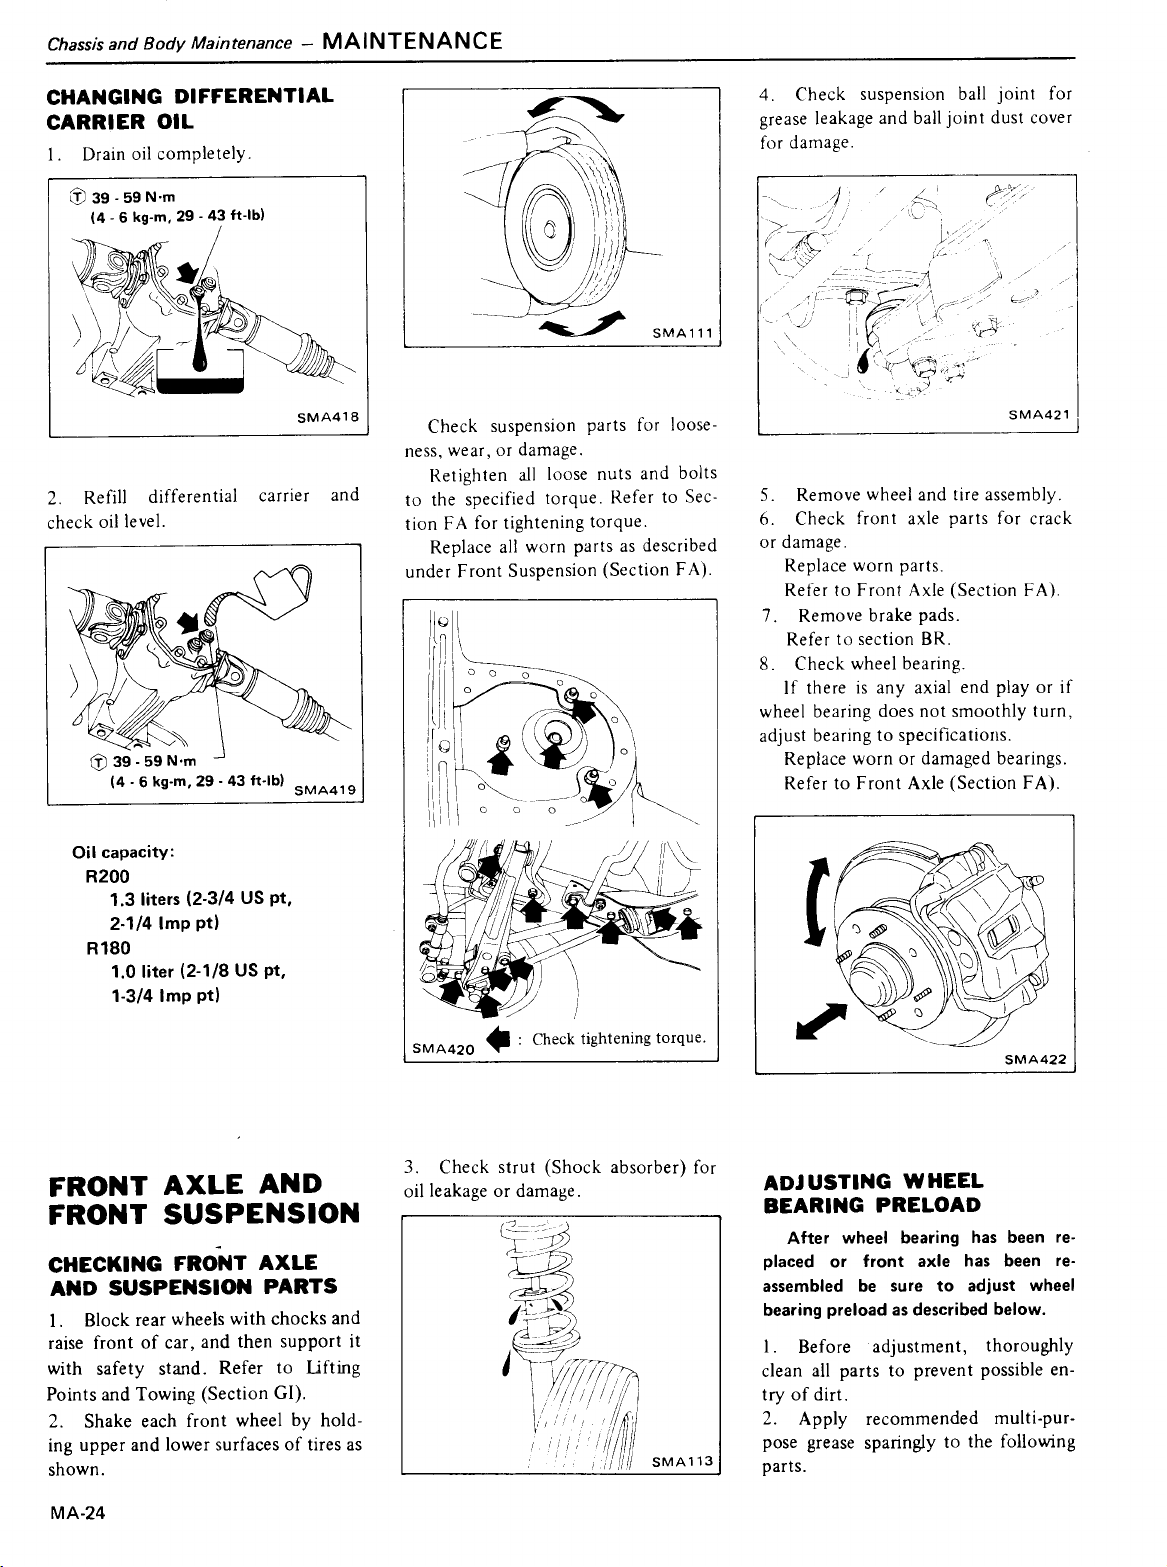 Chassis and Body Maintenance – MAINTENANCE
CHANGING DIFFERENTIAL
CARRIER OIL
1. Drain oil completely.
Ⓣ 39 - 59 N·m
(4 - 6 kg-m, 29 - 43 ft-lb)
SMA418
2. Refill differential carrier and
check oil level.
Ⓣ 39 - 59 N·m
(4 - 6 kg-m, 29 - 43 ft-lb)
SMA419
Oil capacity:
R200
1.3 liters (2-3/4 US pt,
2-1/4 Imp pt)
R180
1.0 liter (2-1/8 US pt,
1-3/4 Imp pt)
FRONT AXLE AND
FRONT SUSPENSION
CHECKING FRONT AXLE
AND SUSPENSION PARTS
1. Block rear wheels with chocks and
raise front of car, and then support it
with safety stand. Refer to Lifting
Points and Towing (Section GI).
2. Shake each front wheel by hold-
ing upper and lower surfaces of tires as
shown.
SMA111
Check suspension parts for loose-
ness, wear, or damage.
Retighten all loose nuts and bolts
to the specified torque. Refer to Sec-
tion FA for tightening torque.
Replace all worn parts as described
under Front Suspension (Section FA).
SMA420
: Check tightening torque.
3. Check strut (Shock absorber) for
oil leakage or damage.
SMA113
4. Check suspension ball joint for
grease leakage and ball joint dust cover
for damage.
SMA421
5. Remove wheel and tire assembly.
6. Check front axle parts for crack
or damage.
Replace worn parts.
Refer to Front Axle (Section FA).
7. Remove brake pads.
Refer to section BR.
8. Check wheel bearing.
If there is any axial end play or if
wheel bearing does not smoothly turn,
adjust bearing to specifications.
Replace worn or damaged bearings.
Refer to Front Axle (Section FA).
SMA422
ADJUSTING WHEEL
BEARING PRELOAD
After wheel bearing has been re-
placed or front axle has been re-
assembled be sure to adjust wheel
bearing preload as described below.
1. Before adjustment, thoroughly
clean all parts to prevent possible en-
try of dirt.
2. Apply recommended multi-pur-
pose grease sparingly to the following
parts.
MA-24